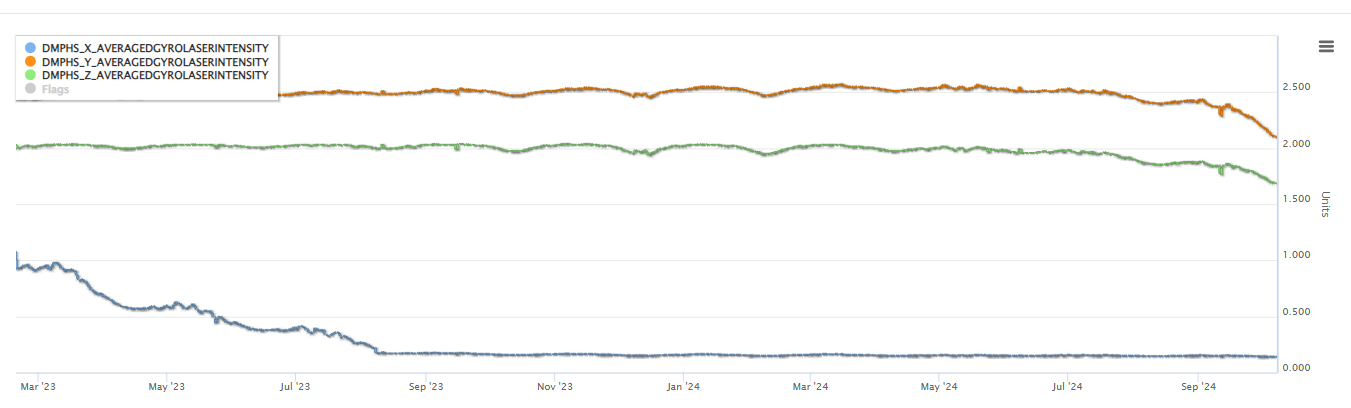 DMPHS_X_AVERAGEDGYROLASERINTENSITY
DMPHS_Y_AVERAGEDGYROLASERINTENSITY
DMPHS_Z_AVERAGEDGYROLASERINTENSITY
Flags
2.500
2.000
1.500
1.000
0.500
0.000
Units
Mar '23 May '23 Jul '23 Sep '23 Nov '23 Jan '24 Mar '24 May '24 Jul '24 Sep '24